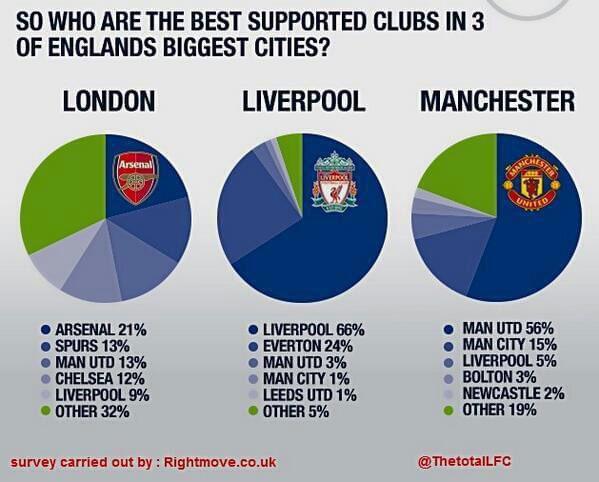 SO WHO ARE THE BEST SUPPORTED CLUBS IN 3
OF ENGLANDS BIGGEST CITIES?
LONDON
Arsenal
ARSENAL 21%
SPURS 13%
MAN UTD 13%
CHELSEA 12%
LIVERPOOL 9%
OTHER 32%
LIVERPOOL
LIVERPOOL
LIVERPOOL 66%
EVERTON 24%
MAN UTD 3%
MAN CITY 1%
LEEDS UTD 1%
OTHER 5%
MANCHESTER
MANCHESTER
UNITED
MAN UTD 56%
MAN CITY 15%
LIVERPOOL 5%
BOLTON 3%
NEWCASTLE 2%
OTHER 19%
survey carried out by : Rightmove.co.uk
@ThetotalLFC